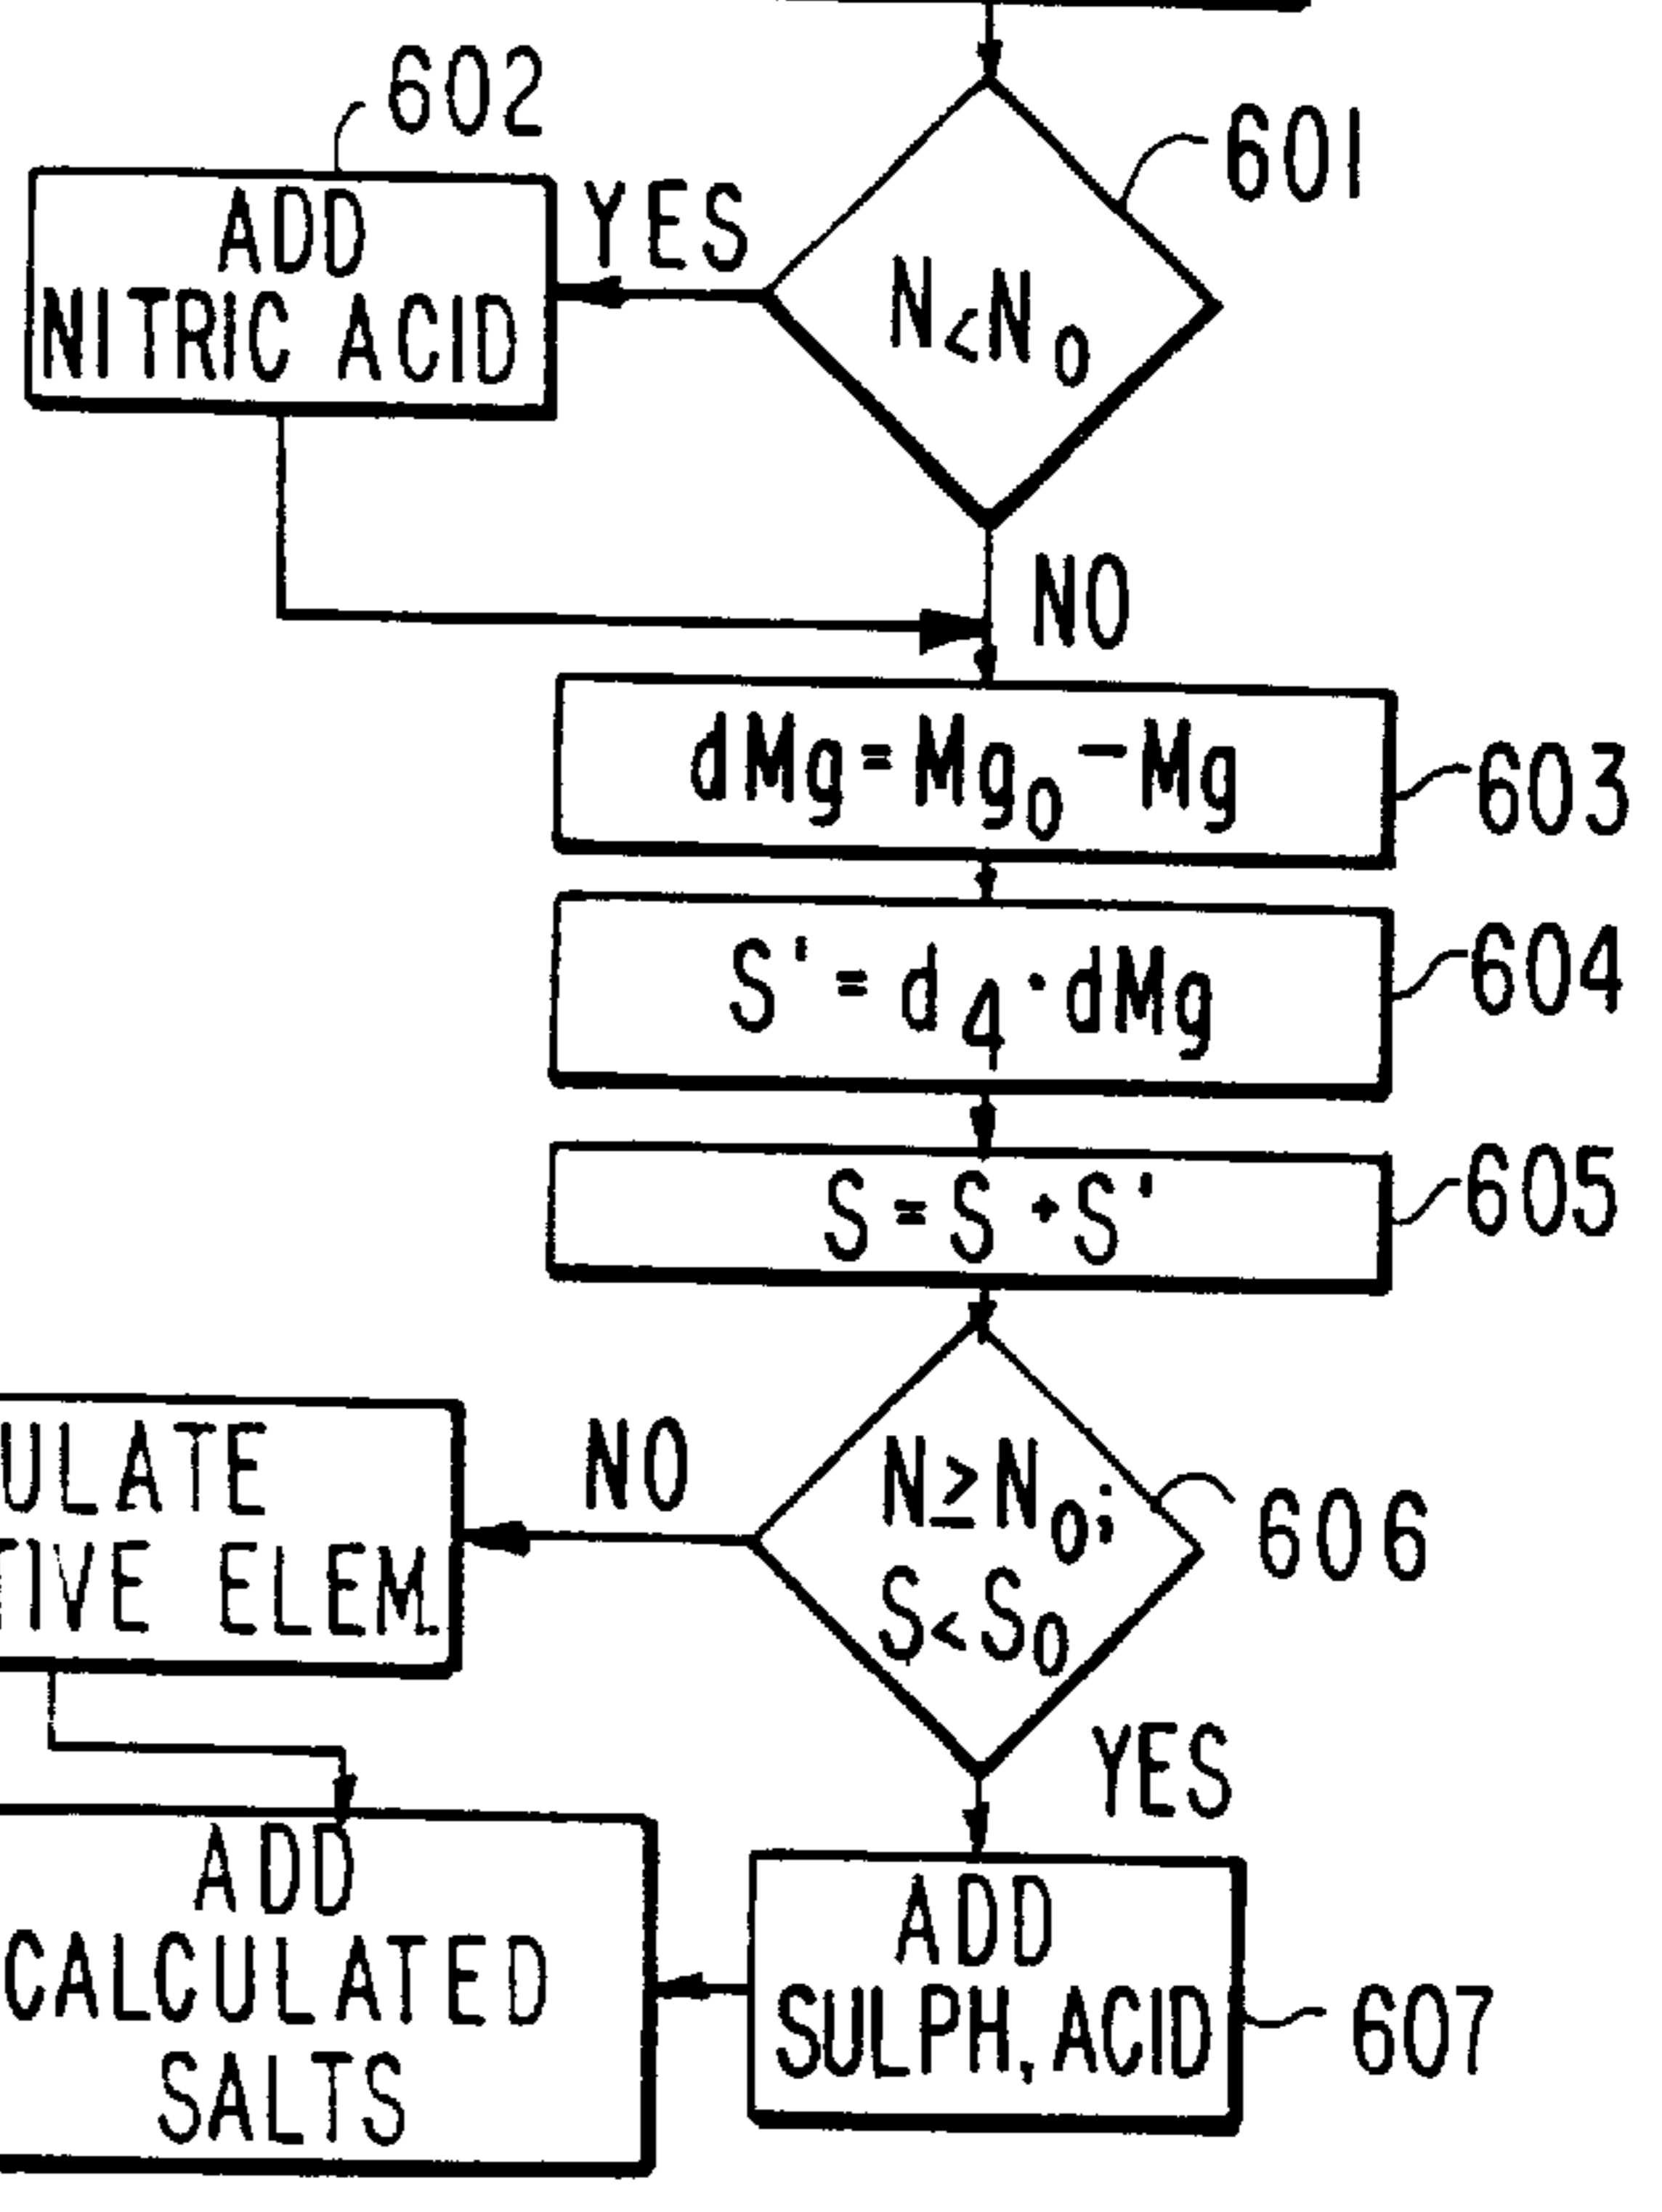 602
601
ADD
NITRIC ACID
YES
N<N₀
NO
dMg=Mg₀-Mg
603
S'=d₄·dMg
604
S=S+S'
605
ULATE
TIVE ELEM.
NO
N≥N₀;
S<S₀
606
YES
ADD
CALCULATED
SALTS
ADD
SULPH, ACID
607